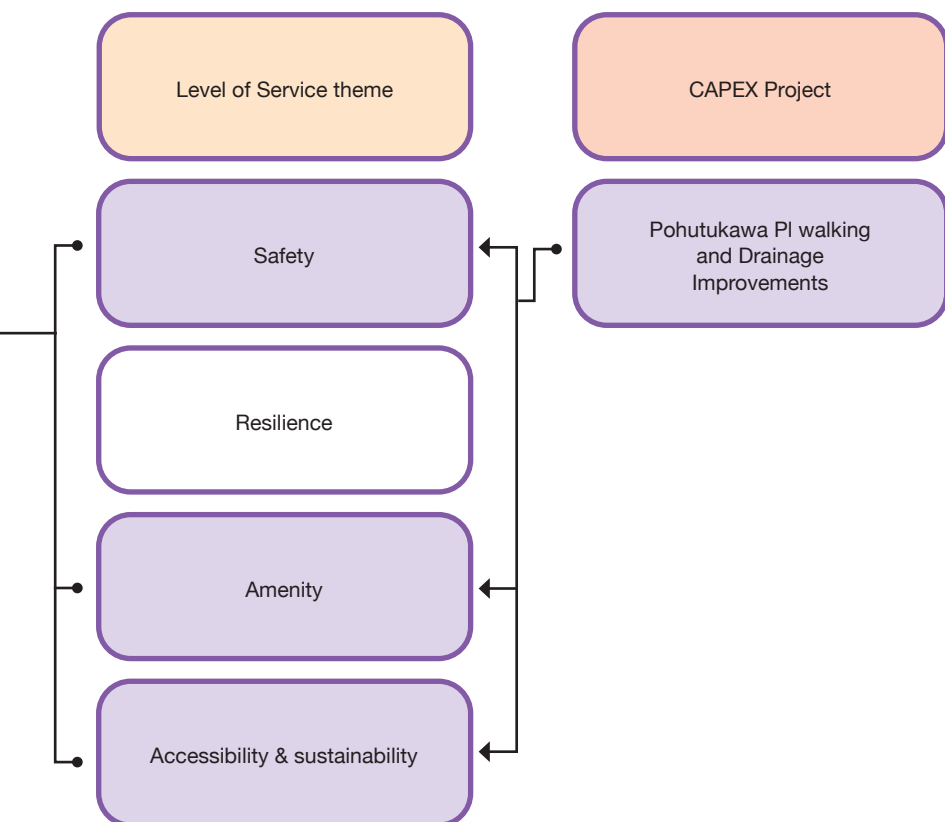 Level of Service theme
CAPEX Project
Safety
Pohutukawa Pl walking
and Drainage
Improvements
Resilience
Amenity
Accessibility & sustainability